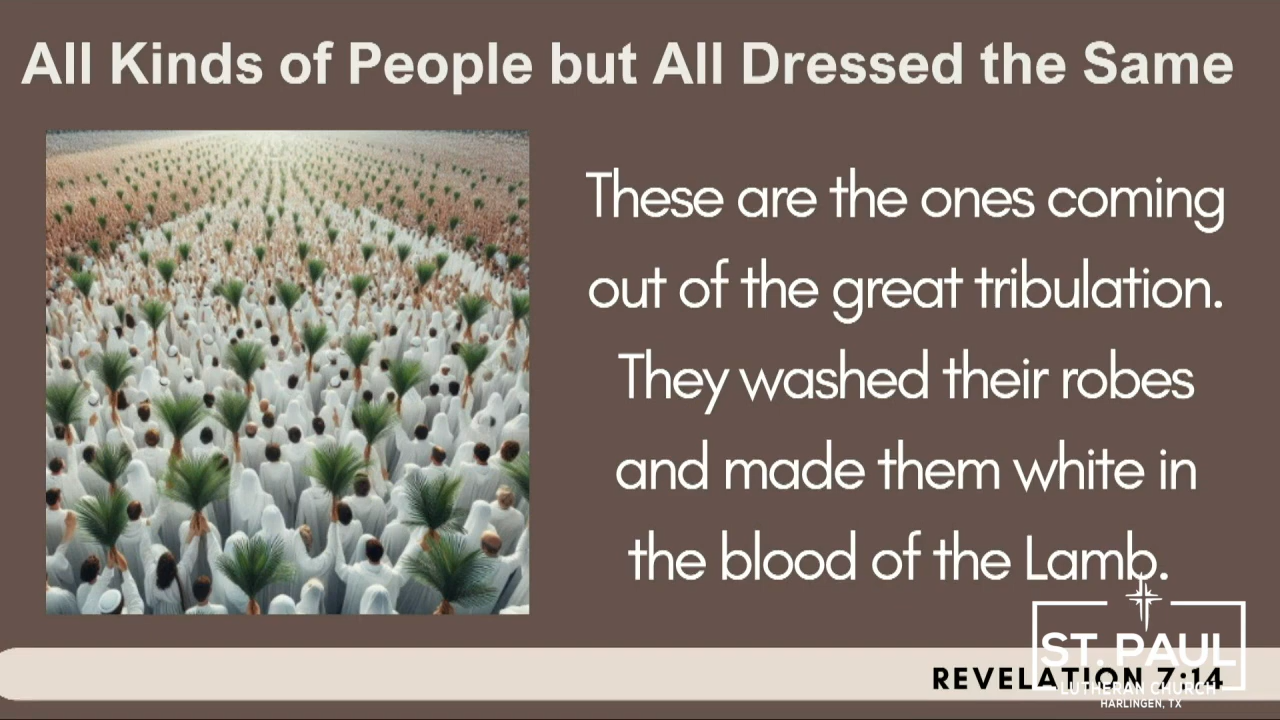 All Kinds of People but All Dressed the Same
These are the ones coming
out of the great tribulation.
They washed their robes
and made them white in
the blood of the Lamb.
REVELATION 7:14
ST. PAUL
LUTHERAN CHURCH
HARLINGEN, TX